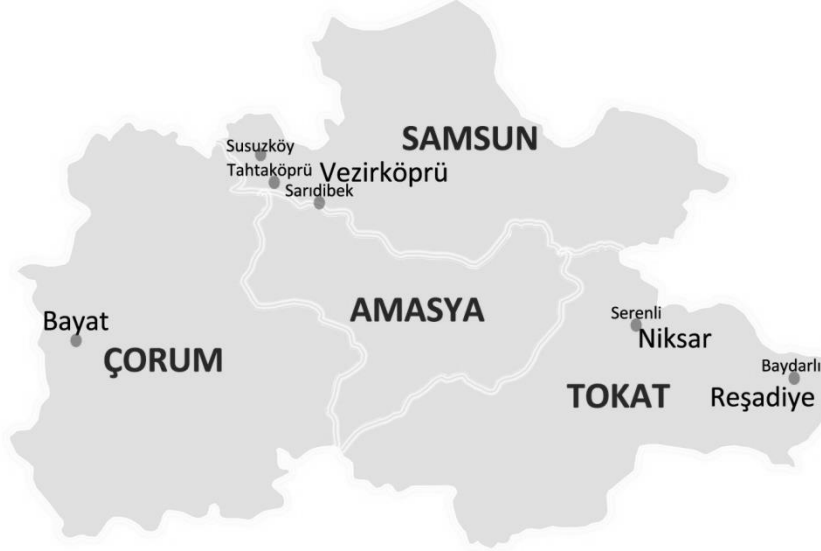 SAMSUN
Susuzköy
Tahtaköprü
Vezirköprü
Sarıdibek
AMASYA
Bayat
ÇORUM
Serenli
Niksar
Baydarlı
TOKAT
Reşadiye